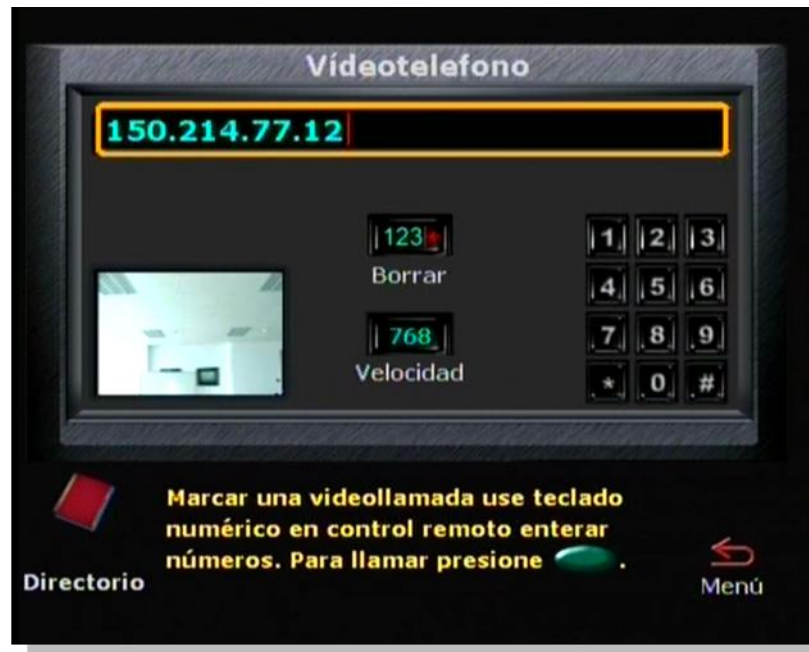 Vídeotelefono
150.214.77.12
123
Borrar
768
Velocidad
1 2 3
4 5 6
7 8 9
* 0 #
Marcar una videollamada use teclado
numérico en control remoto enterar
números. Para llamar presione .
Directorio
Menú